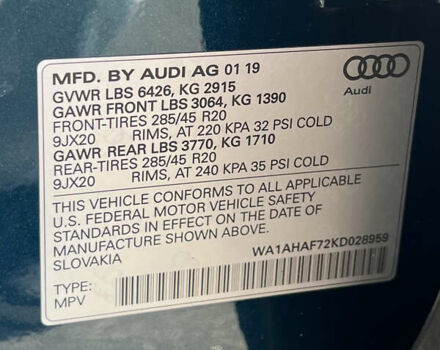 MFD. BY AUDI AG 01 19
GVWR LBS 6426, KG 2915
GAWR FRONT LBS 3064, KG 1390
FRONT-TIRES 285/45 R20
9JX20 RIMS, AT 220 KPA 32 PSI COLD
GAWR REAR LBS 3770, KG 1710
REAR-TIRES 285/45 R20
9JX20 RIMS, AT 240 KPA 35 PSI COLD
THIS VEHICLE CONFORMS TO ALL APPLICABLE
U.S. FEDERAL MOTOR VEHICLE SAFETY
STANDARDS IN EFFECT ON THE DATE OF
MANUFACTURE SHOWN ABOVE
SLOVAKIA WA1AHAF72KD028959
TYPE:
MPV